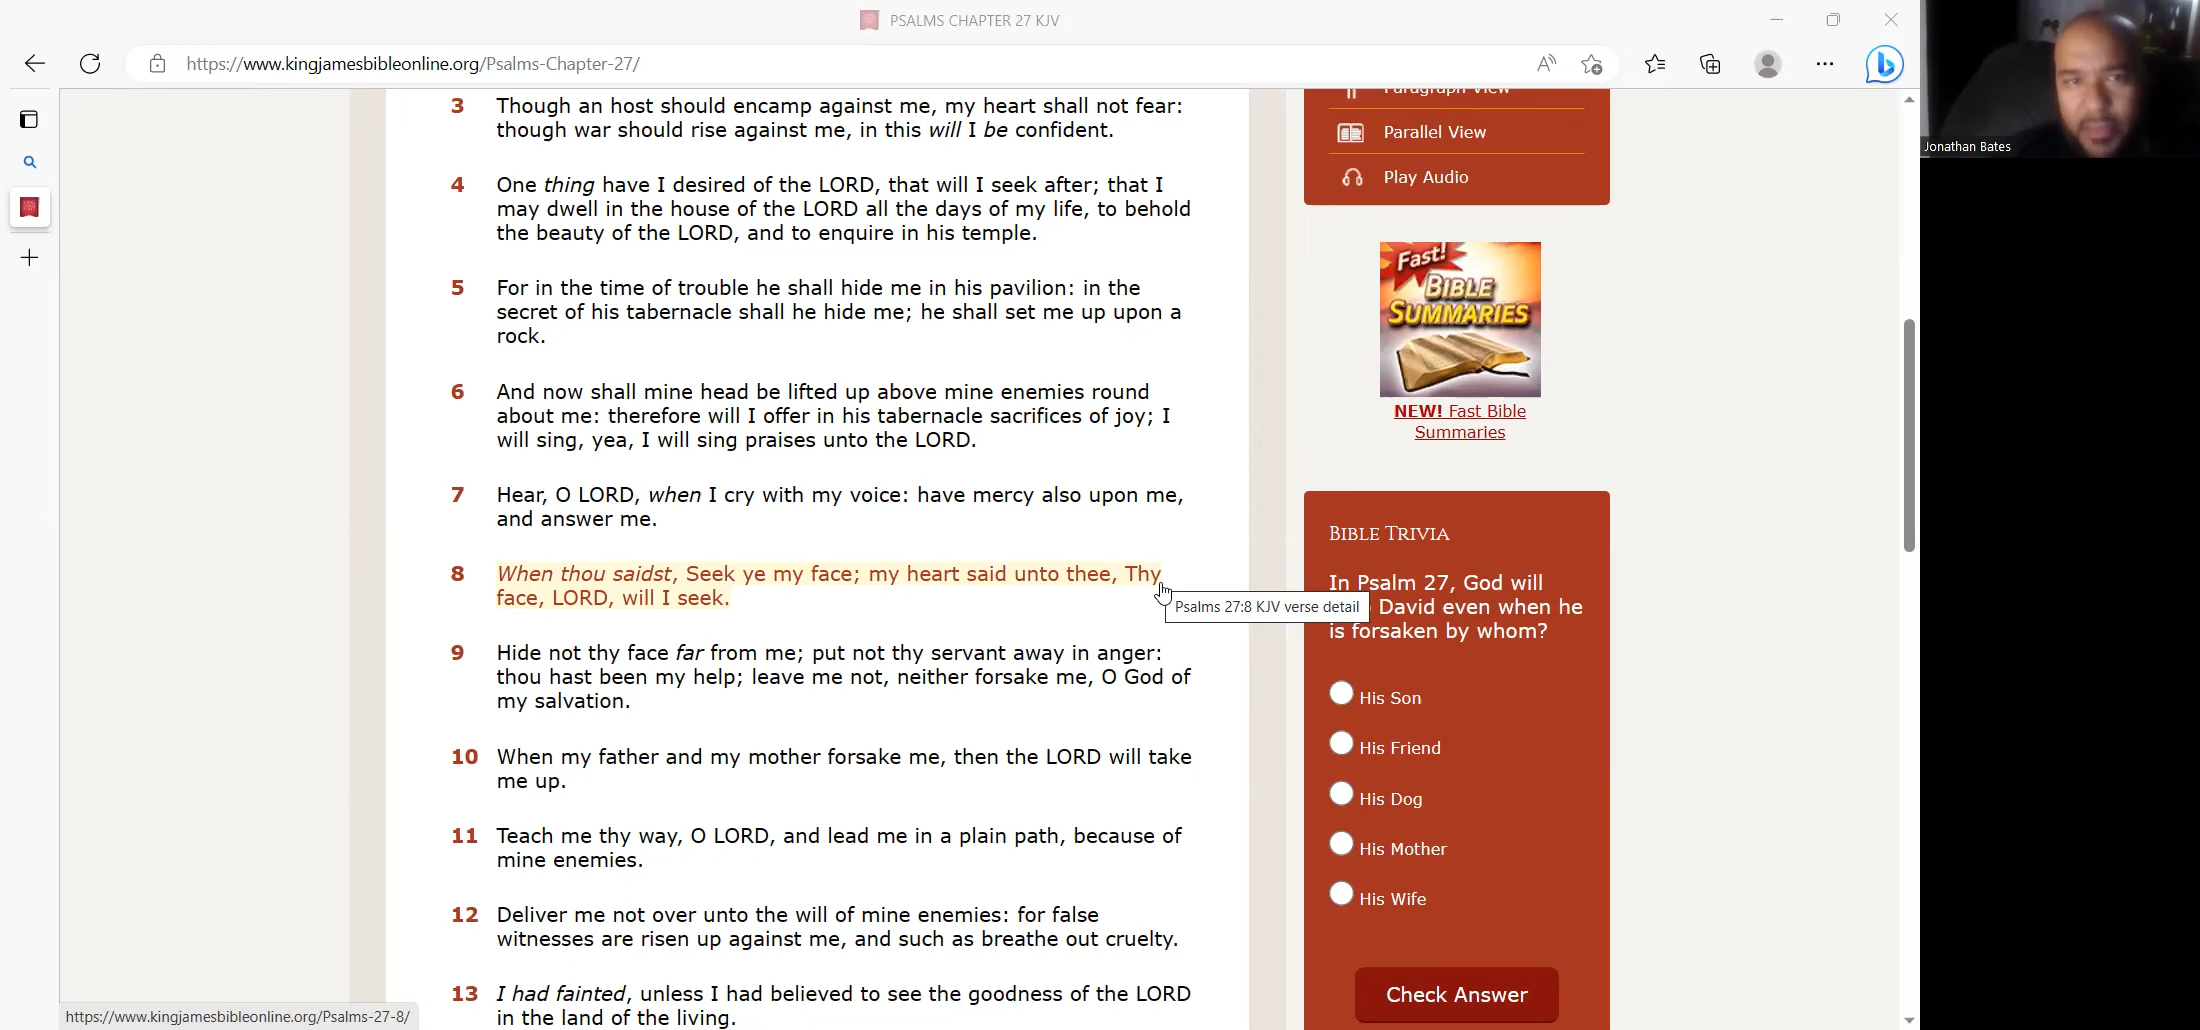 PSALMS CHAPTER 27 KJV
https://www.kingjamesbibleonline.org/Psalms-Chapter-27/
3 Though an host should encamp against me, my heart shall not fear:
though war should rise against me, in this will I be confident.
4 One thing have I desired of the LORD, that will I seek after; that I
may dwell in the house of the LORD all the days of my life, to behold
the beauty of the LORD, and to enquire in his temple.
5 For in the time of trouble he shall hide me in his pavilion: in the
secret of his tabernacle shall he hide me; he shall set me up upon a
rock.
6 And now shall mine head be lifted up above mine enemies round
about me: therefore will I offer in his tabernacle sacrifices of joy; I
will sing, yea, I will sing praises unto the LORD.
7 Hear, O LORD, when I cry with my voice: have mercy also upon me,
and answer me.
8 When thou saidst, Seek ye my face; my heart said unto thee, Thy
face, LORD, will I seek.
Psalms 27:8 KJV verse detail
9 Hide not thy face far from me; put not thy servant away in anger:
thou hast been my help; leave me not, neither forsake me, O God of
my salvation.
10 When my father and my mother forsake me, then the LORD will take
me up.
11 Teach me thy way, O LORD, and lead me in a plain path, because of
mine enemies.
12 Deliver me not over unto the will of mine enemies: for false
witnesses are risen up against me, and such as breathe out cruelty.
13 I had fainted, unless I had believed to see the goodness of the LORD
in the land of the living.
https://www.kingjamesbibleonline.org/Psalms-27-8/
Paragraph View
Parallel View
Play Audio
Fast!
BIBLE
SUMMARIES
NEW! Fast Bible
Summaries
BIBLE TRIVIA
In Psalm 27, God will
David even when he
is forsaken by whom?
His Son
His Friend
His Dog
His Mother
His Wife
Check Answer
Jonathan Bates